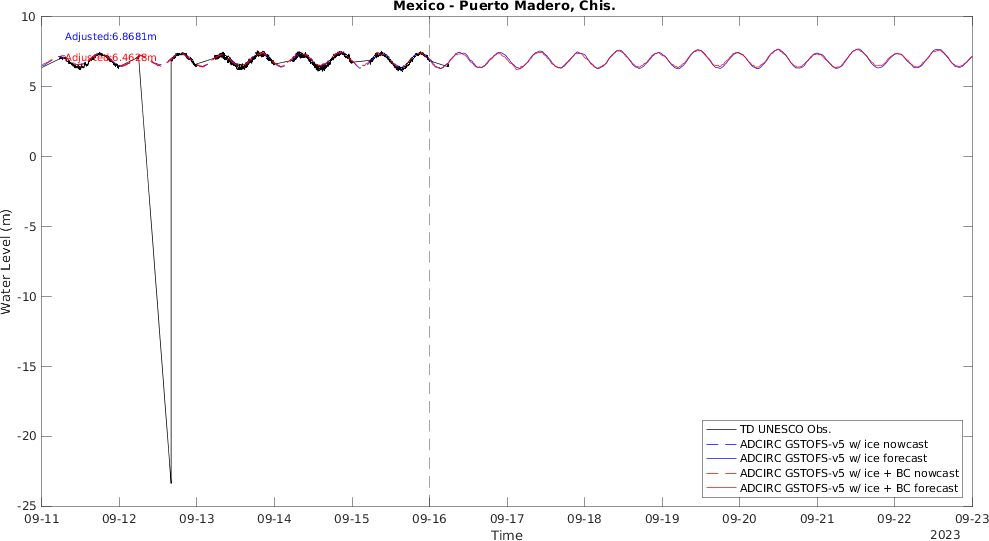 Mexico - Puerto Madero, Chis.
Adjusted:6.8681m
Adjusted:6.4628m
Water Level (m)
10
5
0
-5
-10
-15
-20
-25
TD UNESCO Obs.
ADCIRC GSTOFS-v5 w/ ice nowcast
ADCIRC GSTOFS-v5 w/ ice forecast
ADCIRC GSTOFS-v5 w/ ice + BC nowcast
ADCIRC GSTOFS-v5 w/ ice + BC forecast
09-11 09-12 09-13 09-14 09-15 09-16 09-17 09-18 09-19 09-20 09-21 09-22 09-23
Time
2023